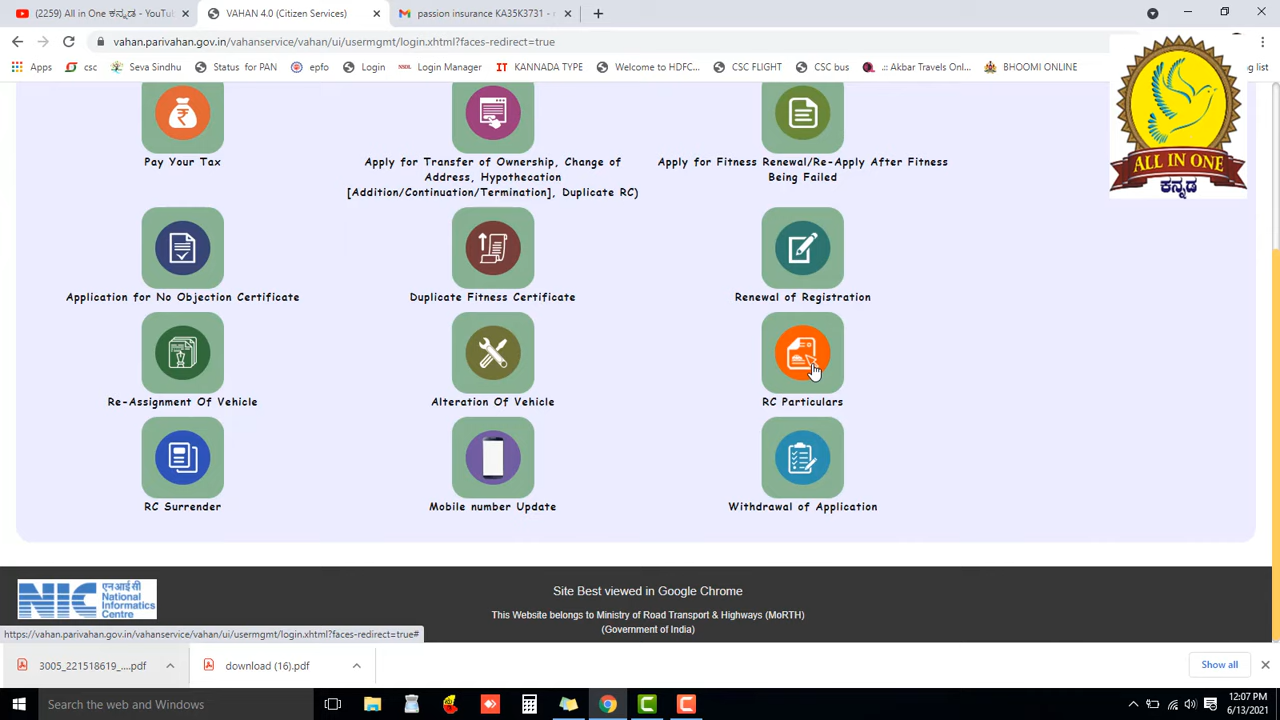 (2259) All in One ಕನ್ನಡ - YouTu
VAHAN 4.0 (Citizen Services)
passion insurance KA35K3731 -
vahan.parivahan.gov.in/vahanservice/vahan/ui/usermgmt/login.xhtml?faces-redirect=true
Apps
csc
Seva Sindhu
Status for PAN
epfo
Login
Login Manager
KANNADA TYPE
Welcome to HDFC...
CSC FLIGHT
CSC bus
.:: Akbar Travels Onl...
BHOOMI ONLINE
ing list
ALL IN ONE
ಕನ್ನಡ
Pay Your Tax
Apply for Transfer of Ownership, Change of
Address, Hypothecation
[Addition/Continuation/Termination], Duplicate RC)
Apply for Fitness Renewal/Re-Apply After Fitness
Being Failed
Application for No Objection Certificate
Duplicate Fitness Certificate
Renewal of Registration
Re-Assignment Of Vehicle
Alteration Of Vehicle
RC Particulars
RC Surrender
Mobile number Update
Withdrawal of Application
NIC
एन आई सी
National
Informatics
Centre
Site Best viewed in Google Chrome
This Website belongs to Ministry of Road Transport & Highways (MoRTH)
(Government of India)
https://vahan.parivahan.gov.in/vahanservice/vahan/ui/usermgmt/login.xhtml?faces-redirect=true#
3005_221518619_....pdf
download (16).pdf
Show all
Search the web and Windows
12:07 PM
6/13/2021